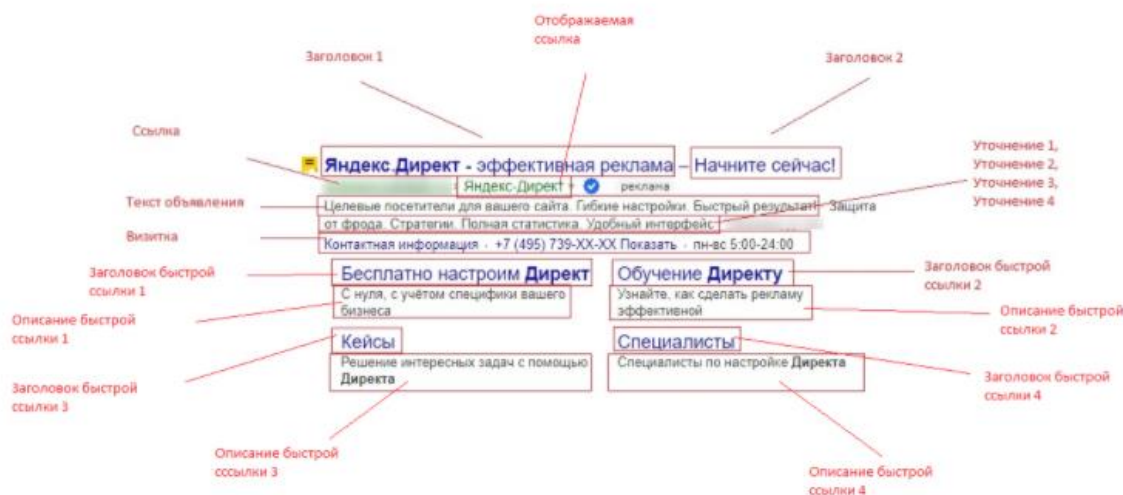 Отображаемая
ссылка
Заголовок 1
Заголовок 2
Ссылка
Уточнение 1,
Уточнение 2,
Уточнение 3,
Уточнение 4
Яндекс.Директ - эффективная реклама – Начните сейчас!
Яндекс-Директ реклама
Текст объявления
Целевые посетители для вашего сайта. Гибкие настройки. Быстрый результат! Защита
от фрода. Стратегии. Полная статистика. Удобный интерфейс
Визитка
Контактная информация · +7 (495) 739-XX-XX Показать · пн-вс 5:00-24:00
Заголовок быстрой
ссылки 1
Бесплатно настроим Директ
Обучение Директу
Заголовок быстрой
ссылки 2
Описание быстрой
ссылки 1
С нуля, с учётом специфики вашего
бизнеса
Узнайте, как сделать рекламу
эффективной
Описание быстрой
ссылки 2
Кейсы
Специалисты
Заголовок быстрой
ссылки 3
Решение интересных задач с помощью
Директа
Специалисты по настройке Директа
Заголовок быстрой
ссылки 4
Описание быстрой
сссылки 3
Описание быстрой
ссылки 4